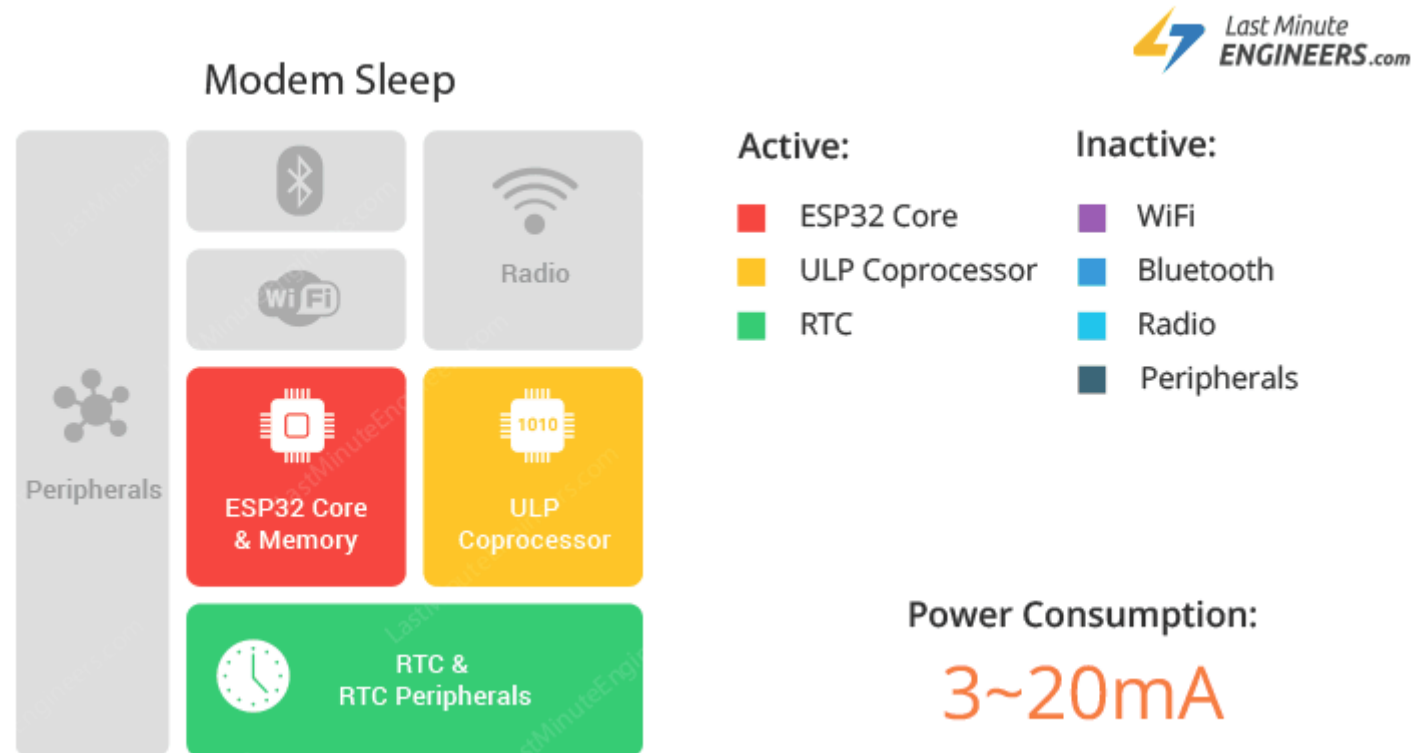 Last Minute
ENGINEERS.com
Modem Sleep
Active:
Inactive:
ESP32 Core
WiFi
ULP Coprocessor
Bluetooth
RTC
Radio
Peripherals
WiFi
Radio
Peripherals
ESP32 Core
& Memory
1010
ULP
Coprocessor
RTC &
RTC Peripherals
Power Consumption:
3~20mA